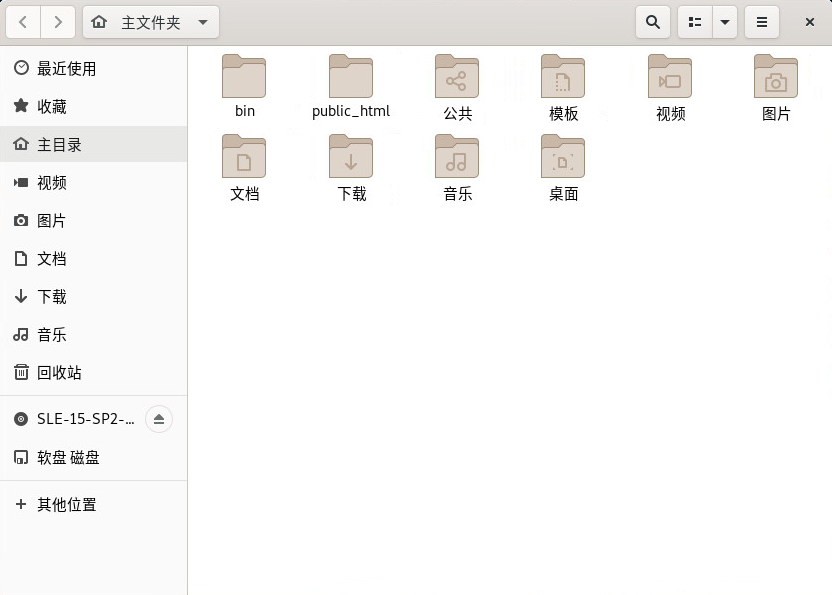 主文件夹
最近使用
收藏
主目录
视频
图片
文档
下载
音乐
回收站
SLE-15-SP2-...
软盘 磁盘
其他位置
bin
public_html
公共
模板
视频
图片
文档
下载
音乐
桌面